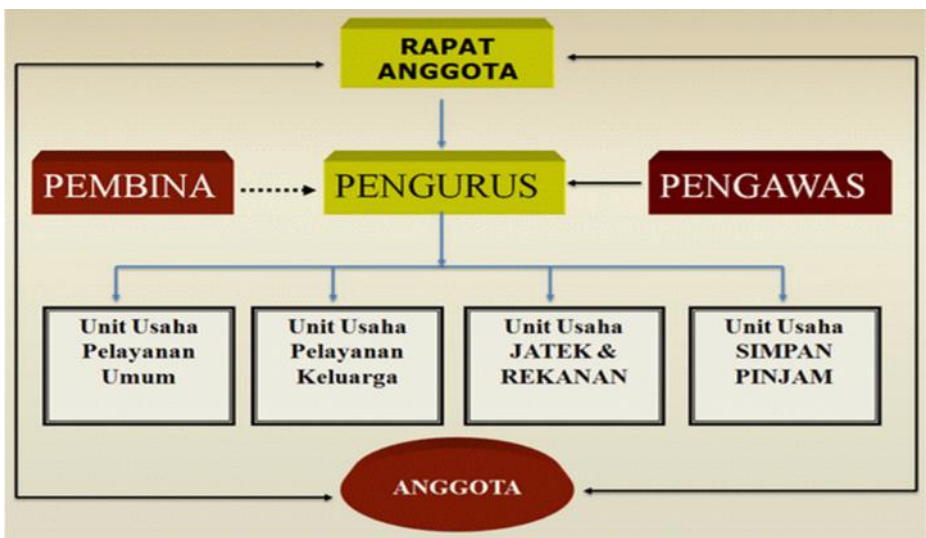 RAPAT
ANGGOTA
PEMBINA
PENGURUS
PENGAWAS
Unit Usaha
Pelayanan
Umum
Unit Usaha
Pelayanan
Keluarga
Unit Usaha
JATEK &
REKANAN
Unit Usaha
SIMPAN
PINJAM
ANGGOTA